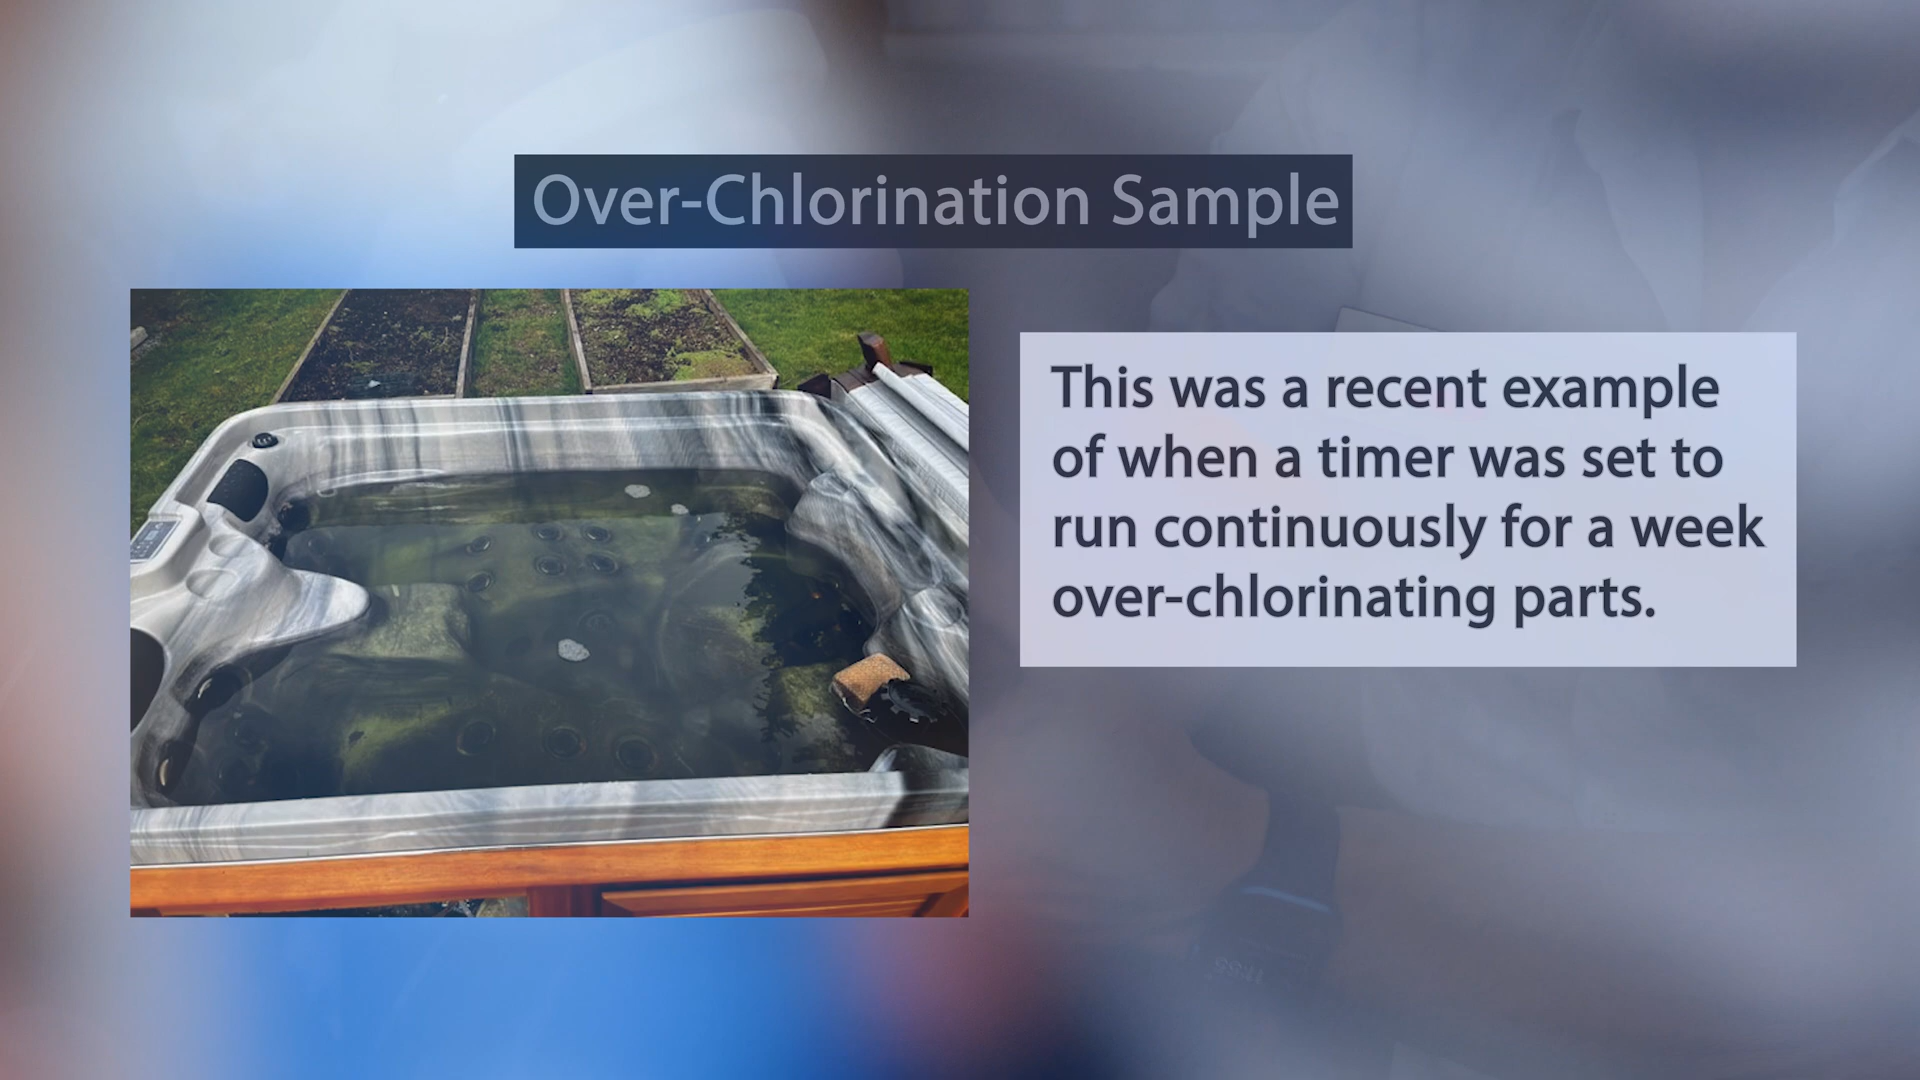 Over-Chlorination Sample
This was a recent example
of when a timer was set to
run continuously for a week
over-chlorinating parts.